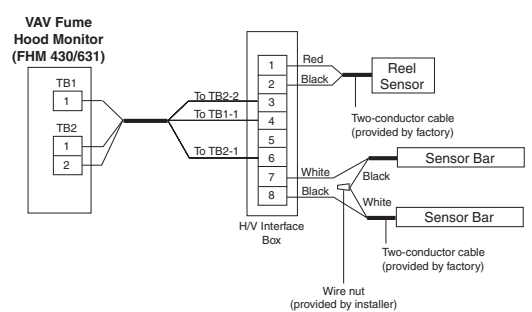 VAV Fume
Hood Monitor
(FHM 430/631)
TB1
1
TB2
1
2
To TB2-2
To TB1-1
To TB2-1
1
2
3
4
5
6
7
8
H/V Interface
Box
Red
Black
Reel
Sensor
Two-conductor cable
(provided by factory)
White
Black
Black
White
Sensor Bar
Sensor Bar
Two-conductor cable
(provided by factory)
Wire nut
(provided by installer)